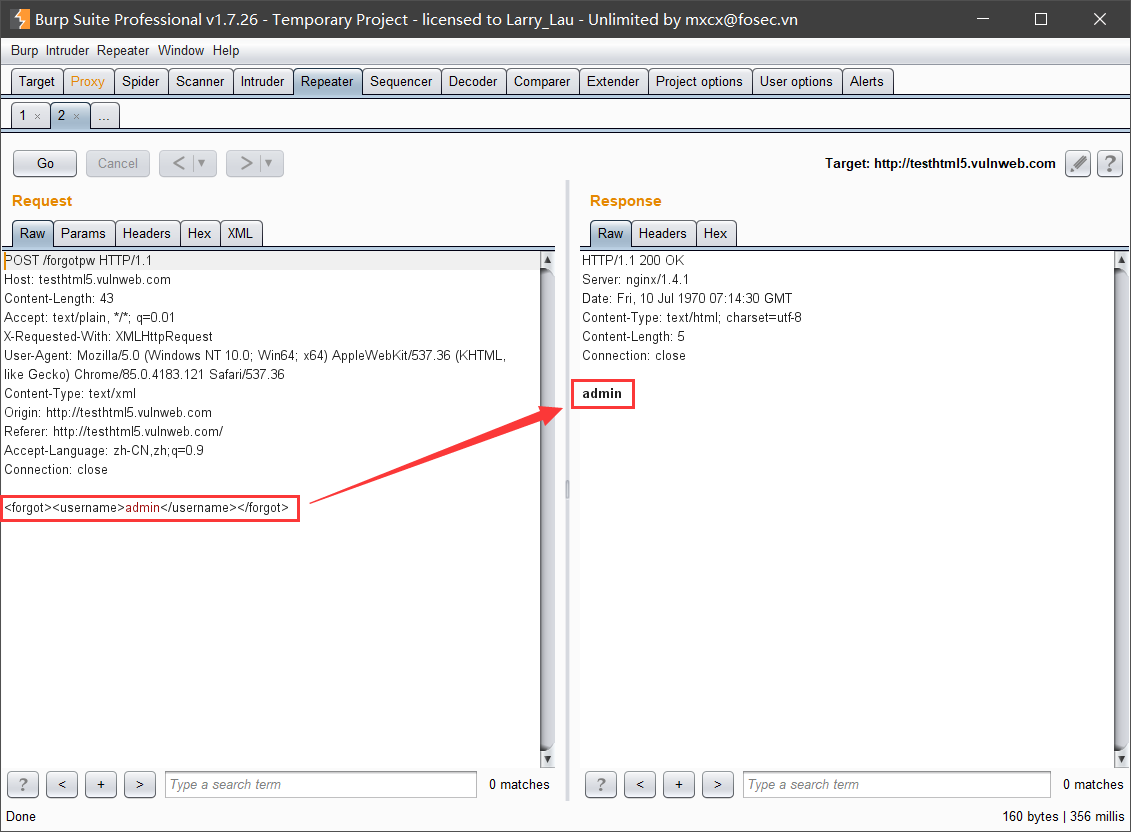 Burp Suite Professional v1.7.26 - Temporary Project - licensed to Larry_Lau - Unlimited by mxcx@fosec.vn
Burp Intruder Repeater Window Help
Target Proxy Spider Scanner Intruder Repeater Sequencer Decoder Comparer Extender Project options User options Alerts
1 × 2 × ...
Go Cancel < ▼ > ▼ Target: http://testhtml5.vulnweb.com ?
Request
Raw Params Headers Hex XML
POST /forgotpw HTTP/1.1
Host: testhtml5.vulnweb.com
Content-Length: 43
Accept: text/plain, */*; q=0.01
X-Requested-With: XMLHttpRequest
User-Agent: Mozilla/5.0 (Windows NT 10.0; Win64; x64) AppleWebKit/537.36 (KHTML,
like Gecko) Chrome/85.0.4183.121 Safari/537.36
Content-Type: text/xml
Origin: http://testhtml5.vulnweb.com
Referer: http://testhtml5.vulnweb.com/
Accept-Language: zh-CN,zh;q=0.9
Connection: close
<forgot><username>admin</username></forgot>
? < + > Type a search term 0 matches
Response
Raw Headers Hex
HTTP/1.1 200 OK
Server: nginx/1.4.1
Date: Fri, 10 Jul 1970 07:14:30 GMT
Content-Type: text/html; charset=utf-8
Content-Length: 5
Connection: close
admin
? < + > Type a search term 0 matches
Done 160 bytes | 356 millis